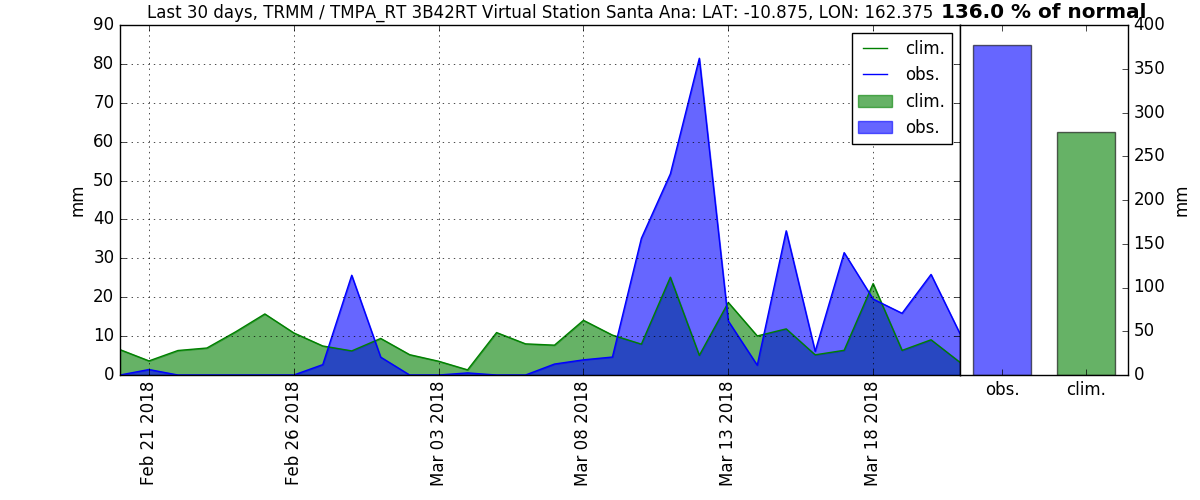 Last 30 days, TRMM / TMPA_RT 3B42RT Virtual Station Santa Ana: LAT: -10.875, LON: 162.375
136.0 % of normal
90
80
70
60
50
40
30
20
10
0
mm
clim.
obs.
clim.
obs.
Feb 21 2018
Feb 26 2018
Mar 03 2018
Mar 08 2018
Mar 13 2018
Mar 18 2018
400
350
300
250
200
150
100
50
0
mm
obs.
clim.